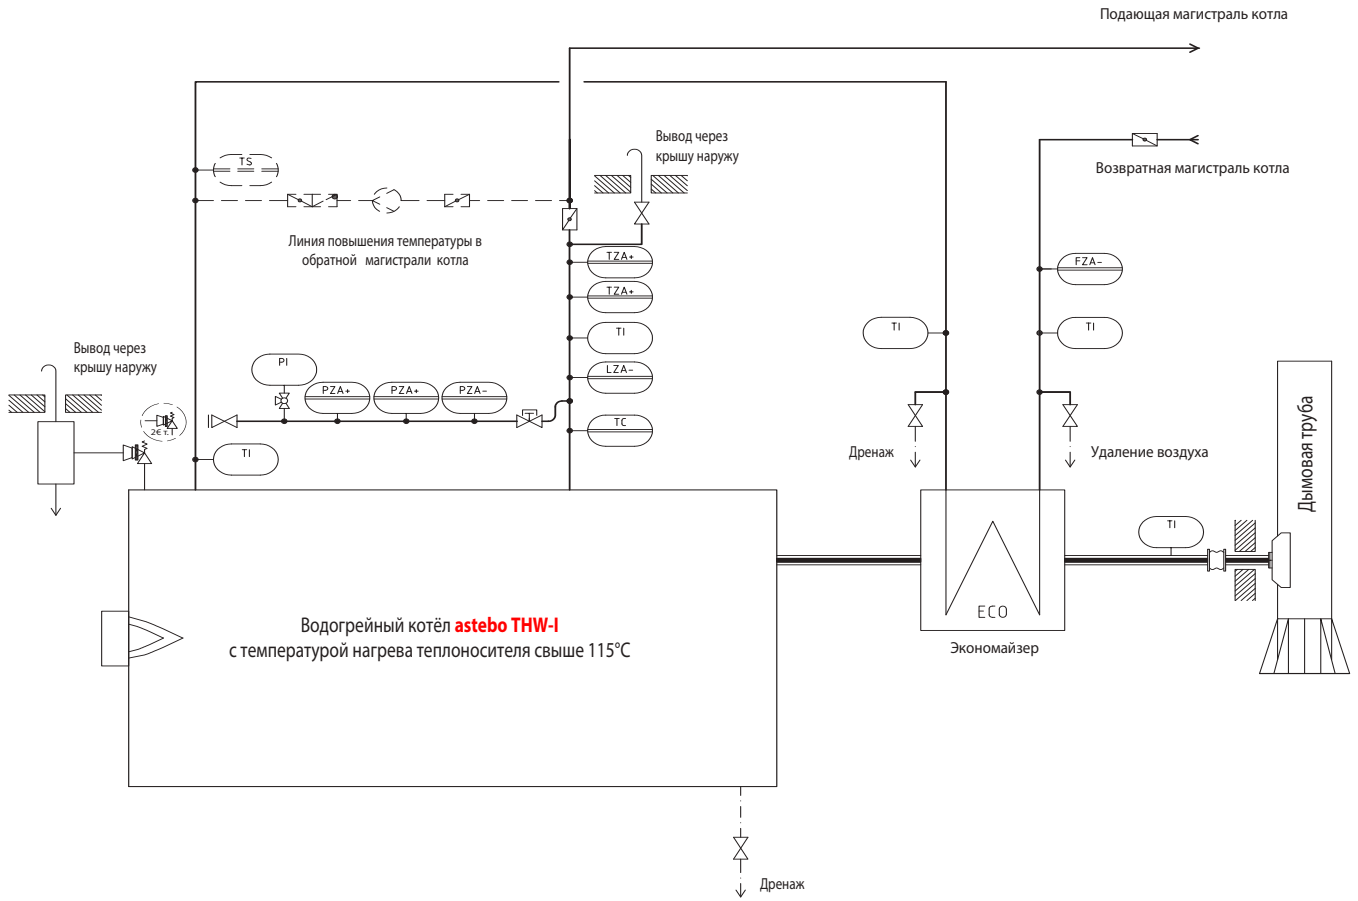 Подающая магистраль котла
Вывод через
крышу наружу
Возвратная магистраль котла
TS
Линия повышения температуры в
обратной магистрали котла
TZA+
FZA-
TZA+
TI
TI
TI
Вывод через
крышу наружу
PI
LZA-
PZA+
PZA+
PZA-
TC
TI
Дренаж
Удаление воздуха
Дымовая труба
TI
ECO
Экономайзер
Водогрейный котёл astebo THW-I
с температурой нагрева теплоносителя свыше 115°C
Дренаж